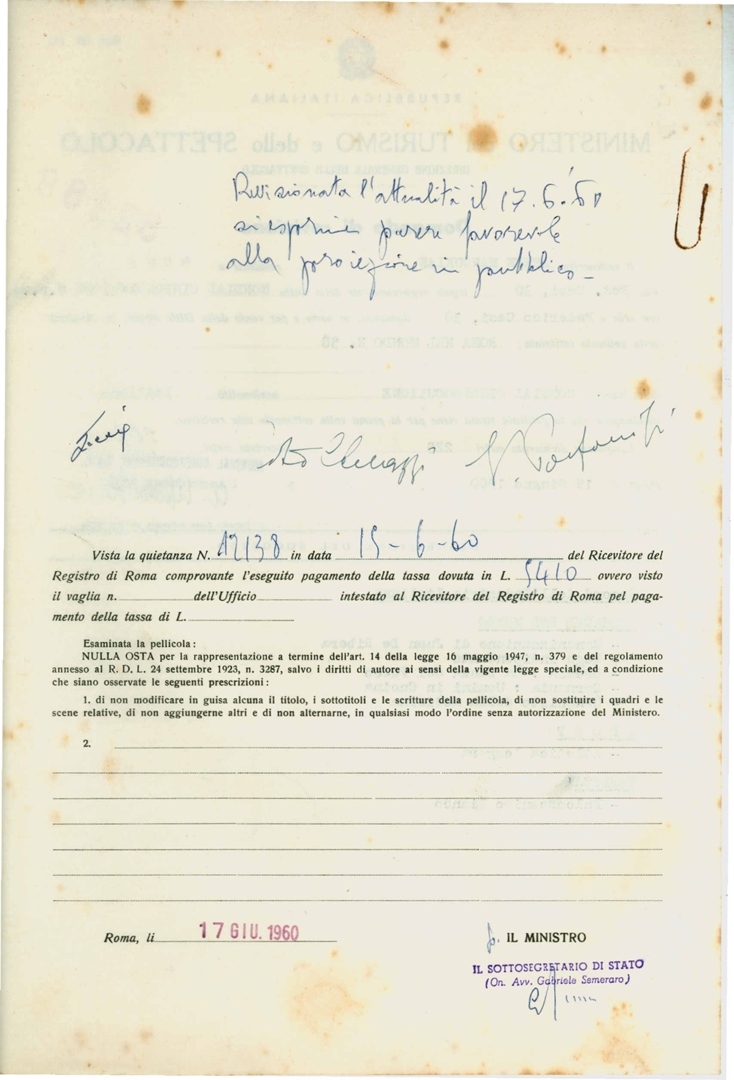 Revisionata l'attualità il 17.6.60
si esprime parere favorevole
alla proiezione in pubblico -
Vista la quietanza N. 12138 in data 15-6-60 del Ricevitore del
Registro di Roma comprovante l'eseguito pagamento della tassa dovuta in L. 5410 ovvero visto
il vaglia n. dell'Ufficio intestato al Ricevitore del Registro di Roma pel paga-
mento della tassa di L.
Esaminata la pellicola:
NULLA OSTA per la rappresentazione a termine dell'art. 14 della legge 16 maggio 1947, n. 379 e del regolamento
annesso al R. D. L. 24 settembre 1923, n. 3287, salvo i diritti di autore ai sensi della vigente legge speciale, ed a condizione
che siano osservate le seguenti prescrizioni:
1. di non modificare in guisa alcuna il titolo, i sottotitoli e le scritture della pellicola, di non sostituire i quadri e le
scene relative, di non aggiungerne altri e di non alternarne, in qualsiasi modo l'ordine senza autorizzazione del Ministero.
2.
Roma, li 17 GIU. 1960
IL MINISTRO
IL SOTTOSEGRETARIO DI STATO
(On. Avv. Gabriele Semeraro)